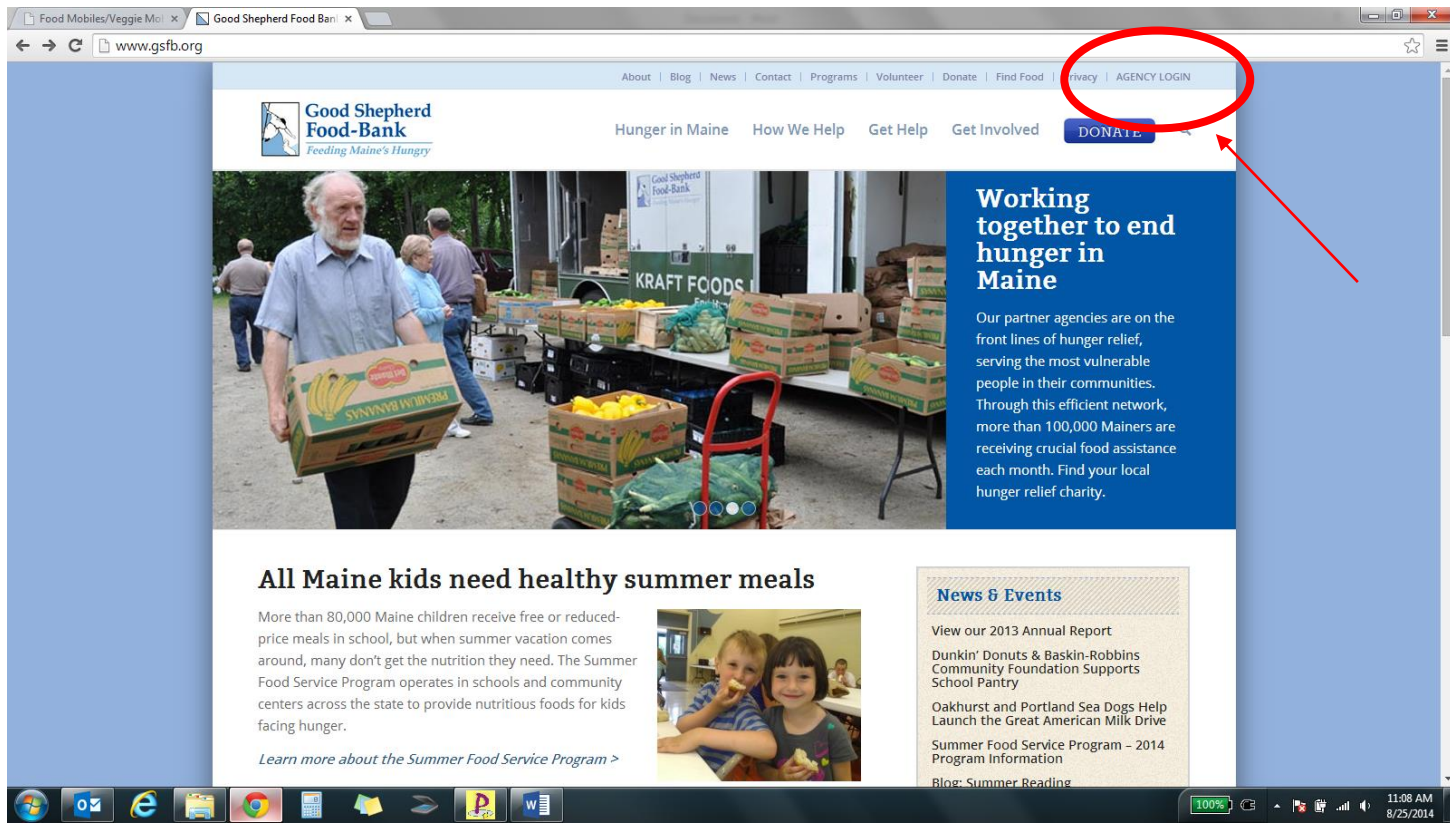 Food Mobiles/Veggie Mo
Good Shepherd Food Ban
www.gsfb.org
About | Blog | News | Contact | Programs | Volunteer | Donate | Find Food | Privacy | AGENCY LOGIN
Good Shepherd
Food-Bank
Feeding Maine's Hungry
Hunger in Maine How We Help Get Help Get Involved DONATE
Good Shepherd
Food-Bank
Feeding Maine's Hungry
KRAFT FOODS
PREMIUM BANANAS
Del Monte
Working
together to end
hunger in
Maine
Our partner agencies are on the
front lines of hunger relief,
serving the most vulnerable
people in their communities.
Through this efficient network,
more than 100,000 Mainers are
receiving crucial food assistance
each month. Find your local
hunger relief charity.
All Maine kids need healthy summer meals
More than 80,000 Maine children receive free or reduced-
price meals in school, but when summer vacation comes
around, many don't get the nutrition they need. The Summer
Food Service Program operates in schools and community
centers across the state to provide nutritious foods for kids
facing hunger.
Learn more about the Summer Food Service Program >
News & Events
View our 2013 Annual Report
Dunkin' Donuts & Baskin-Robbins
Community Foundation Supports
School Pantry
Oakhurst and Portland Sea Dogs Help
Launch the Great American Milk Drive
Summer Food Service Program – 2014
Program Information
Blog: Summer Reading
100%
11:08 AM
8/25/2014